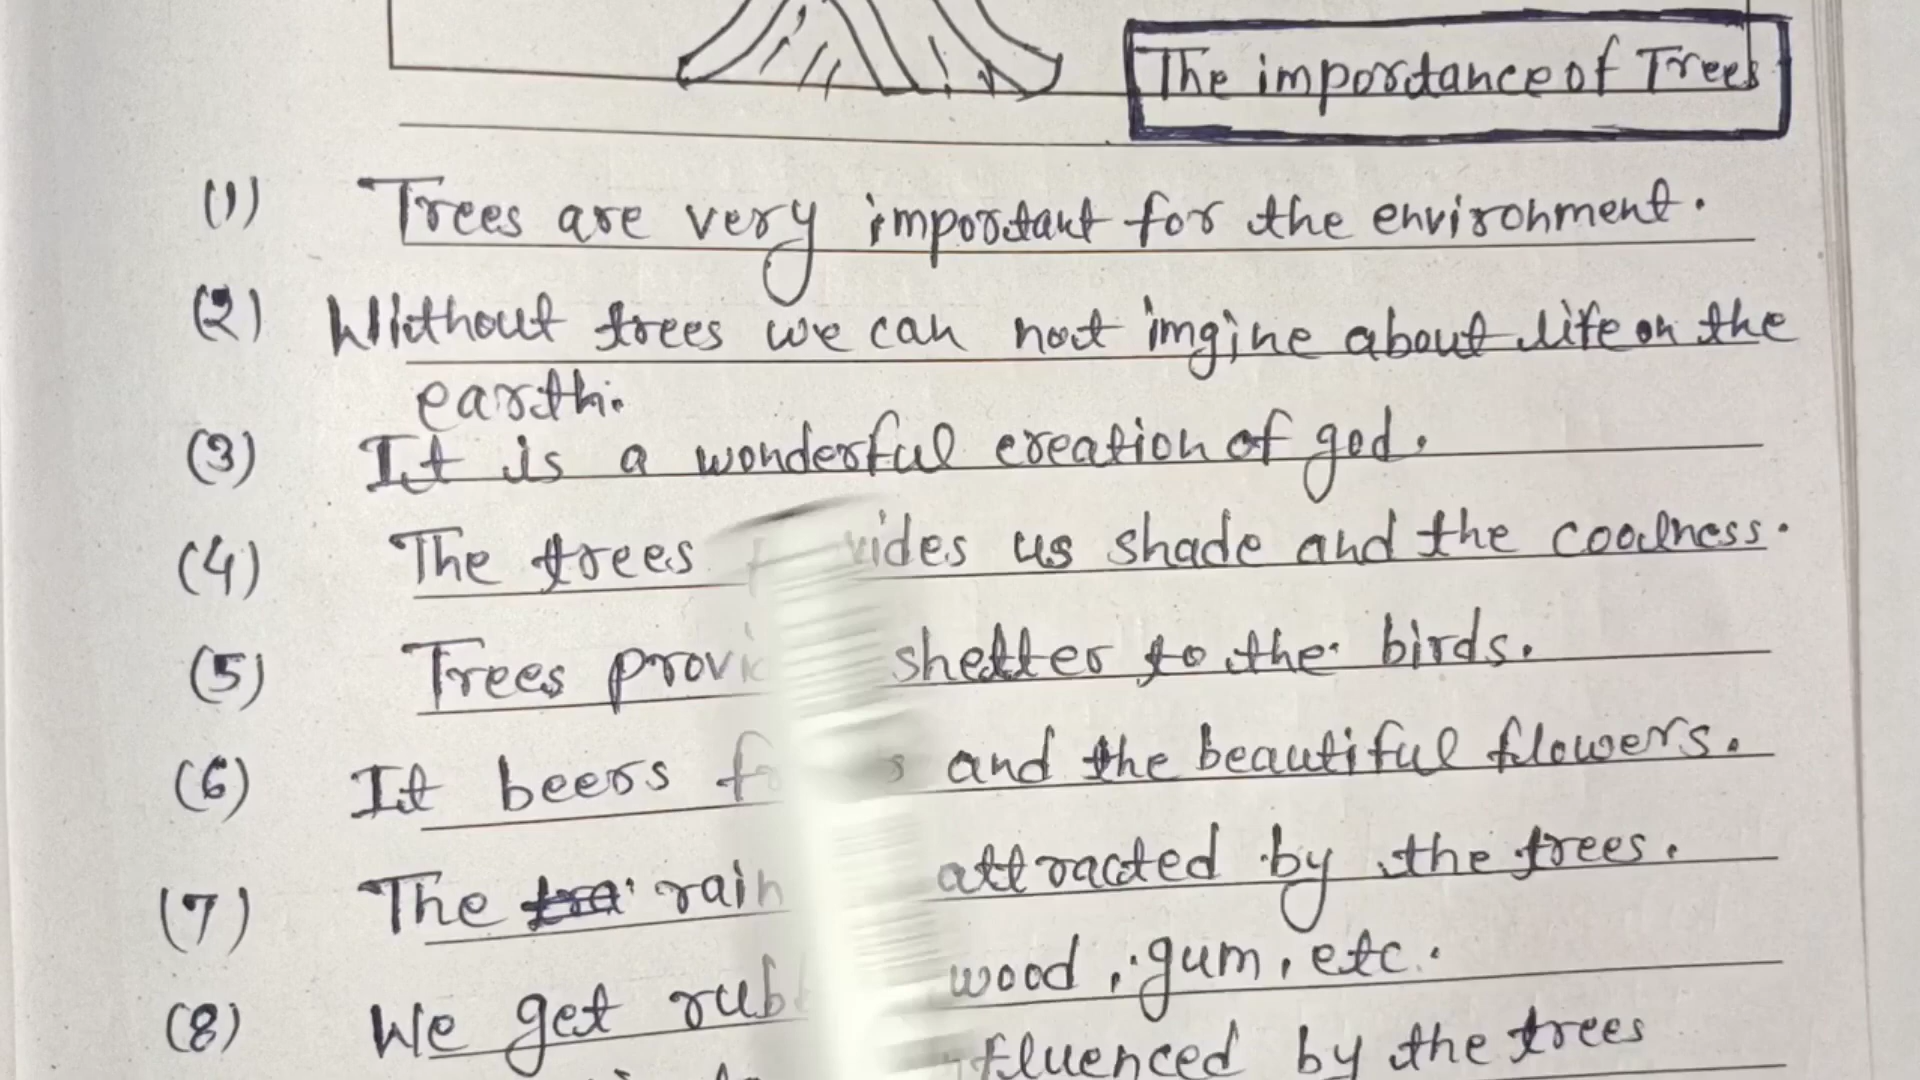 The importance of Trees
(1) Trees are very important for the environment.
(2) Without trees we can not imgine about life on the
earth.
(3) It is a wonderful creation of god.
(4) The trees us shade and the coolness.
(5) Trees shelter to the birds.
(6) It beers and the beautiful flowers.
(7) The rain attracted by the trees.
(8) We get wood, gum, etc.
by the trees